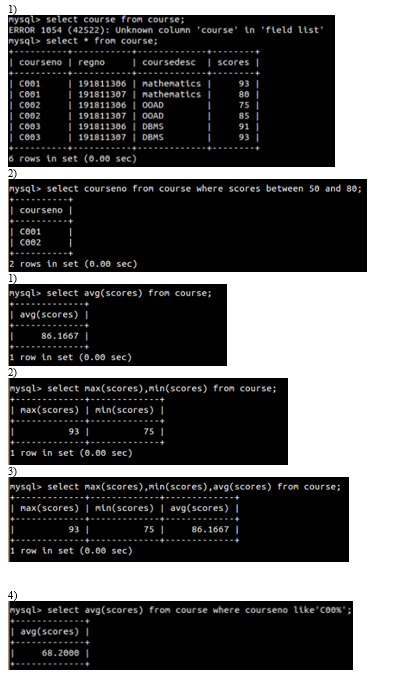 1)
mysql> select course from course;
ERROR 1054 (42S22): Unknown column 'course' in 'field list'
mysql> select * from course;
+----------+-----------+-------------+--------+
| courseno | regno | coursedesc | scores |
+----------+-----------+-------------+--------+
| C001 | 191811306 | mathematics | 93 |
| C001 | 191811307 | mathematics | 80 |
| C002 | 191811306 | OOAD | 75 |
| C002 | 191811307 | OOAD | 85 |
| C003 | 191811306 | DBMS | 91 |
| C003 | 191811307 | DBMS | 93 |
+----------+-----------+-------------+--------+
6 rows in set (0.00 sec)
2)
mysql> select courseno from course where scores between 50 and 80;
+----------+
| courseno |
+----------+
| C001 |
| C002 |
+----------+
2 rows in set (0.00 sec)
1)
mysql> select avg(scores) from course;
+-------------+
| avg(scores) |
+-------------+
| 86.1667 |
+-------------+
1 row in set (0.00 sec)
2)
mysql> select max(scores),min(scores) from course;
+-------------+-------------+
| max(scores) | min(scores) |
+-------------+-------------+
| 93 | 75 |
+-------------+-------------+
1 row in set (0.00 sec)
3)
mysql> select max(scores),min(scores),avg(scores) from course;
+-------------+-------------+-------------+
| max(scores) | min(scores) | avg(scores) |
+-------------+-------------+-------------+
| 93 | 75 | 86.1667 |
+-------------+-------------+-------------+
1 row in set (0.00 sec)
4)
mysql> select avg(scores) from course where courseno like'C00%';
+-------------+
| avg(scores) |
+-------------+
| 68.2000 |
+-------------+